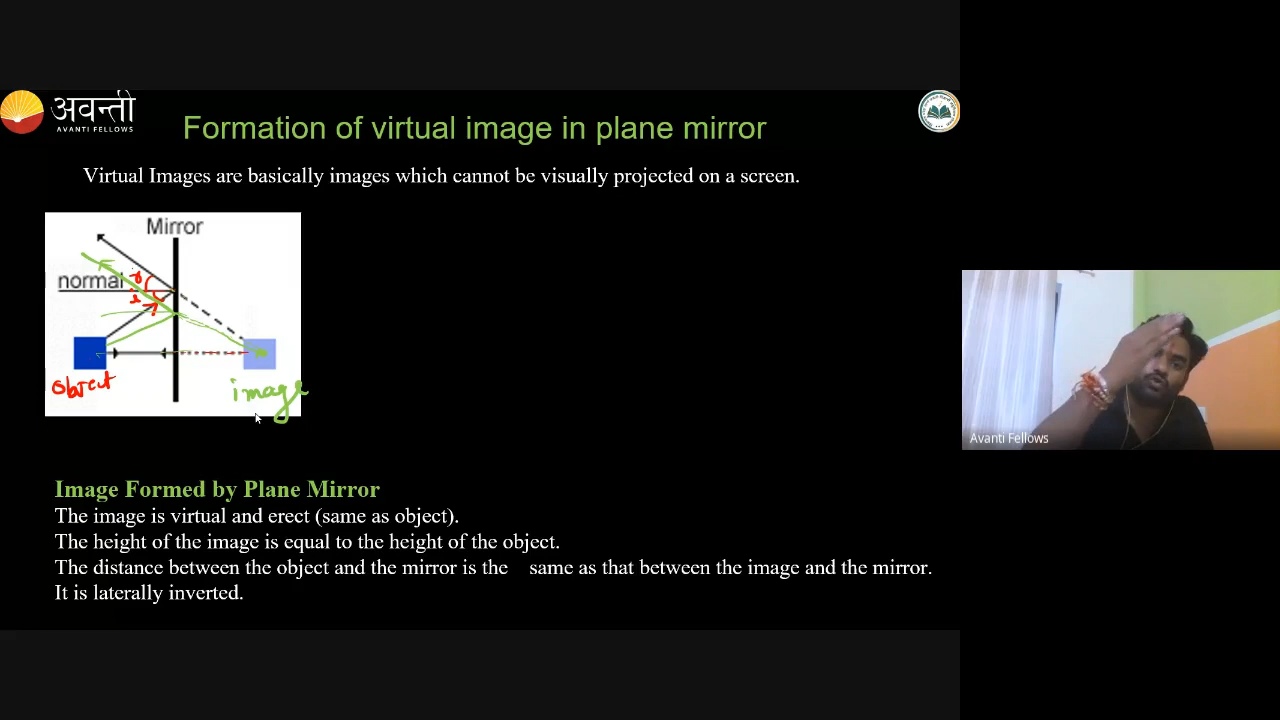 अवन्ती
AVANTI FELLOWS
Formation of virtual image in plane mirror
Virtual Images are basically images which cannot be visually projected on a screen.
Mirror
normal
object
image
Avanti Fellows
Image Formed by Plane Mirror
The image is virtual and erect (same as object).
The height of the image is equal to the height of the object.
The distance between the object and the mirror is the same as that between the image and the mirror.
It is laterally inverted.